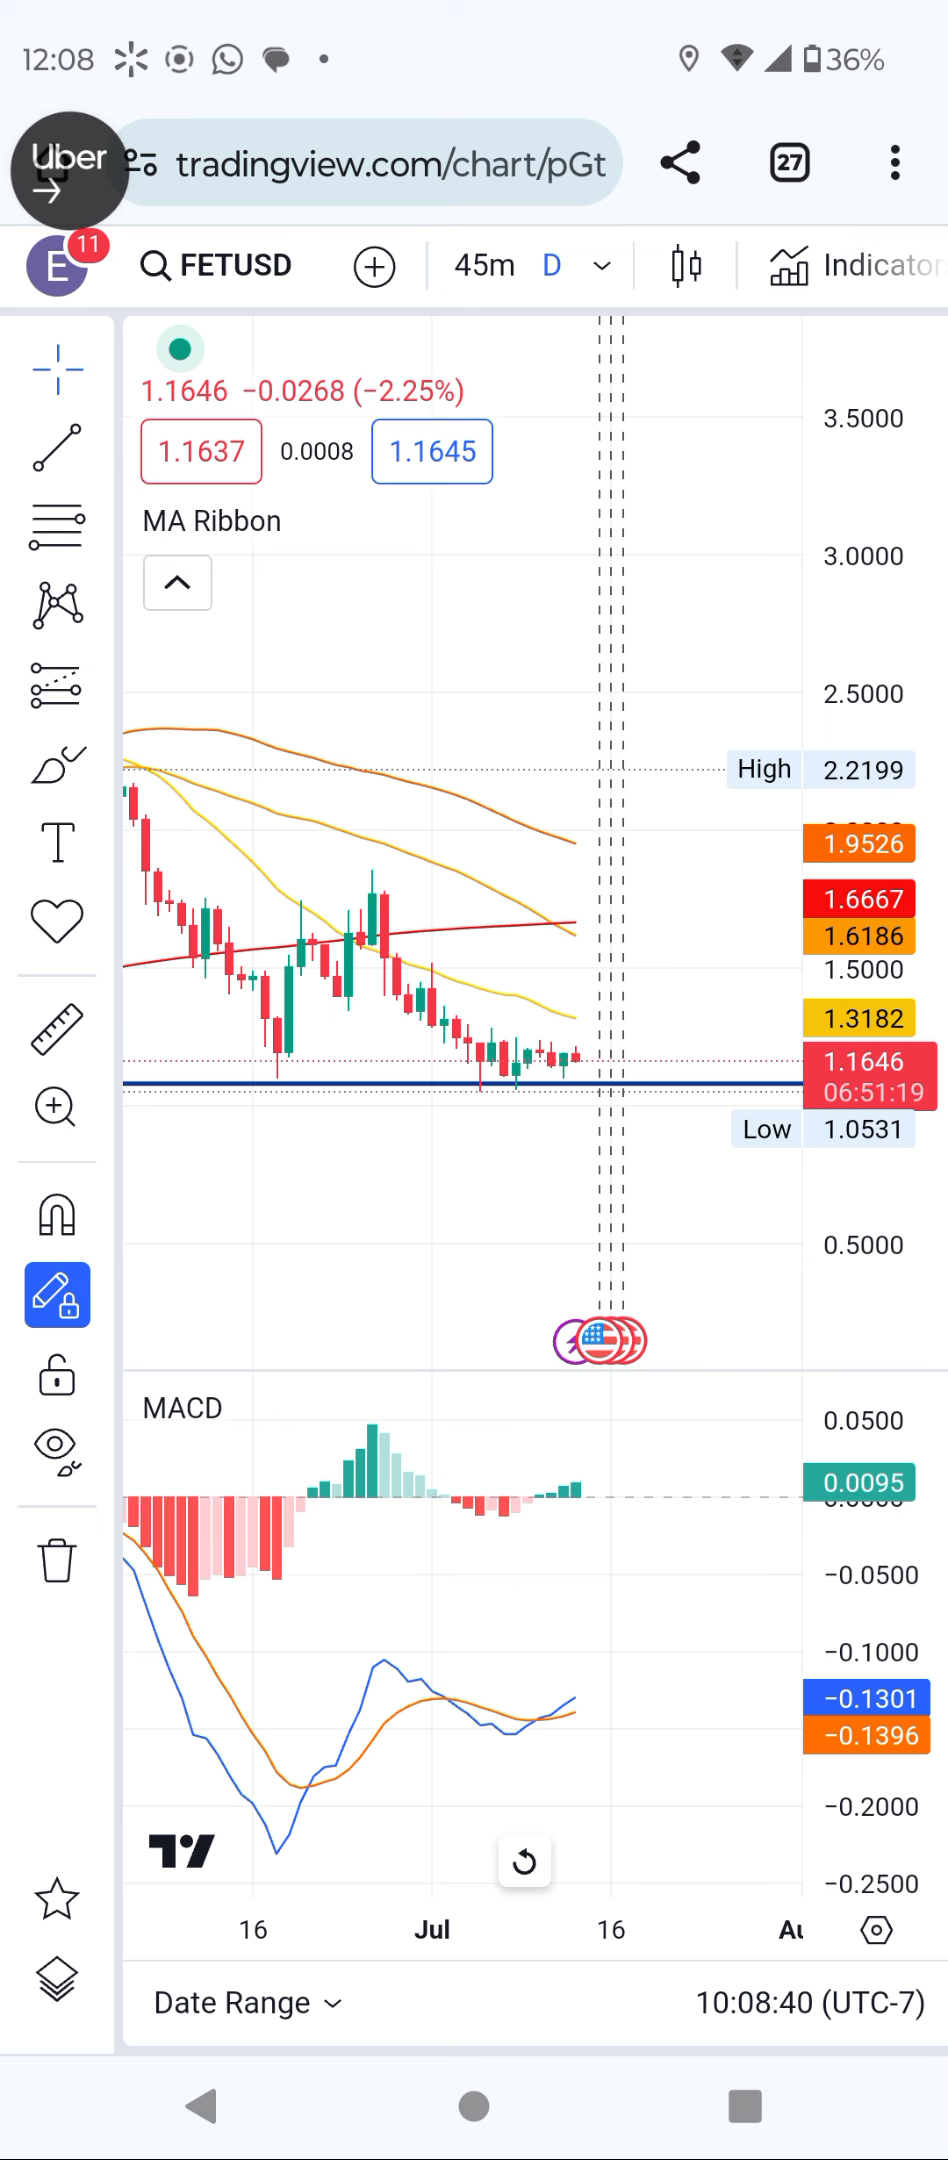 12:08
36%
Uber
tradingview.com/chart/pGt
27
E
11
FETUSD
45m
D
Indicator
1.1646 −0.0268 (−2.25%)
1.1637
0.0008
1.1645
MA Ribbon
3.5000
3.0000
2.5000
High 2.2199
1.9526
1.6667
1.6186
1.5000
1.3182
1.1646
06:51:19
Low 1.0531
0.5000
MACD
0.0500
0.0095
−0.0500
−0.1000
−0.1301
−0.1396
−0.2000
−0.2500
16
Jul
16
Date Range
10:08:40 (UTC-7)